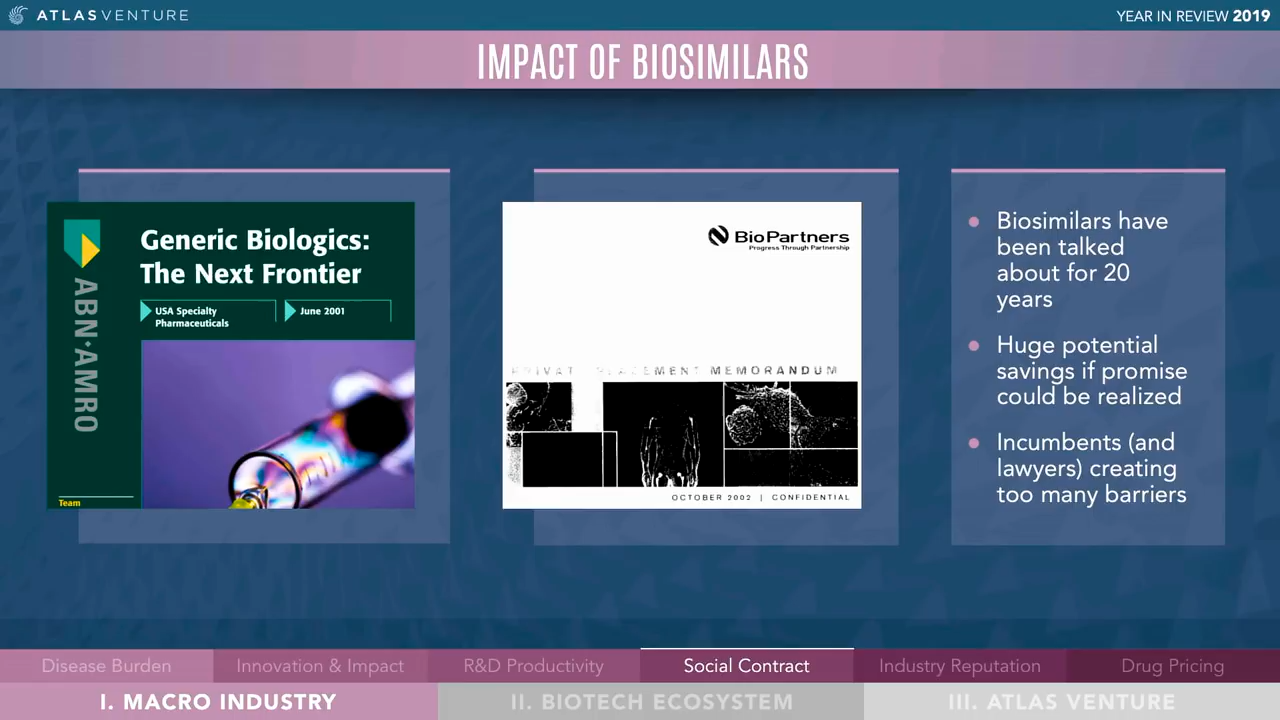 ATLAS VENTURE
YEAR IN REVIEW 2019
IMPACT OF BIOSIMILARS
ABN·AMRO
Generic Biologics:
The Next Frontier
USA Specialty
Pharmaceuticals
June 2001
Team
BioPartners
Progress Through Partnership
MEMORANDUM
OCTOBER 2002 | CONFIDENTIAL
Biosimilars have
been talked
about for 20
years
Huge potential
savings if promise
could be realized
Incumbents (and
lawyers) creating
too many barriers
Disease Burden
Innovation & Impact
R&D Productivity
Social Contract
Industry Reputation
Drug Pricing
I. MACRO INDUSTRY
II. BIOTECH ECOSYSTEM
III. ATLAS VENTURE